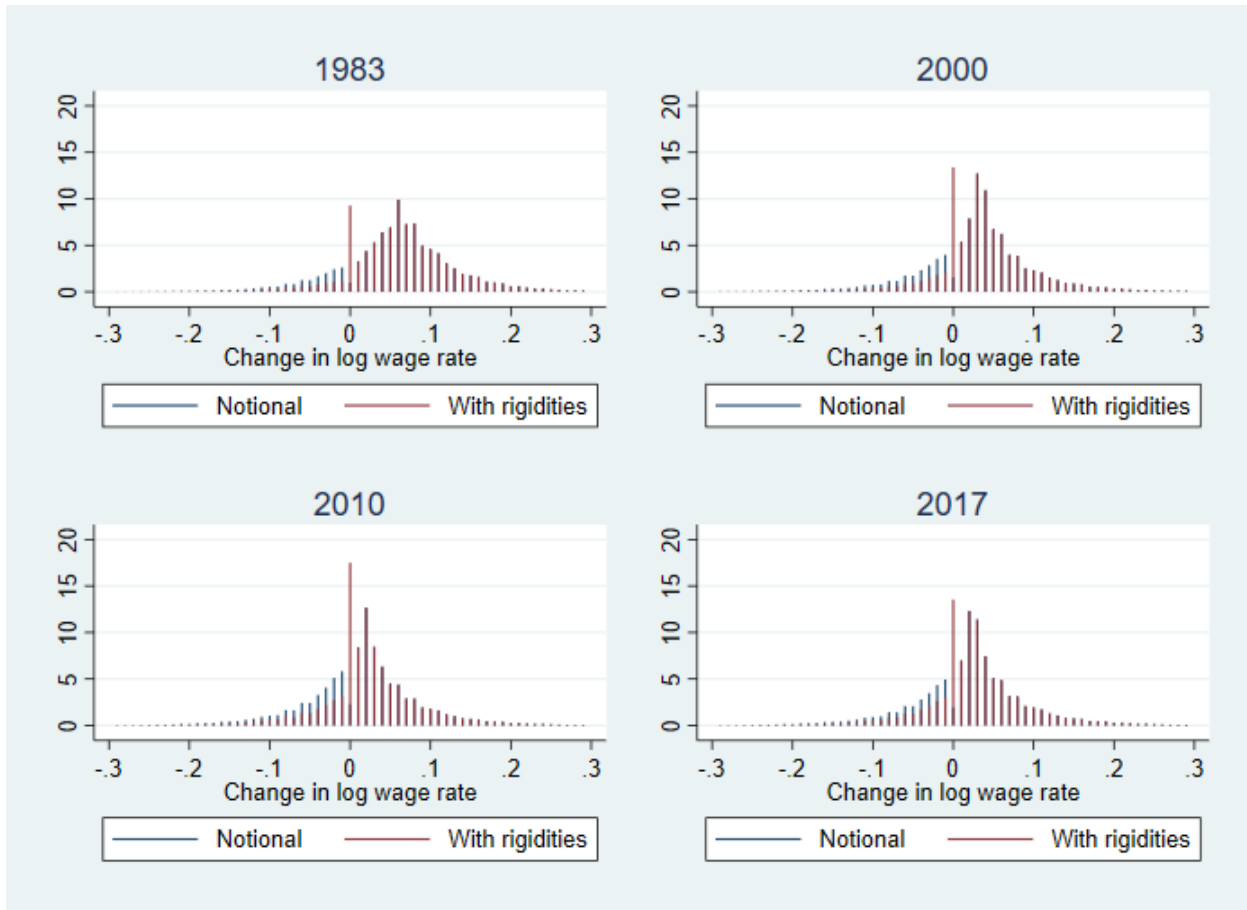 1983
20
15
10
5
0
-.3 -.2 -.1 0 .1 .2 .3
Change in log wage rate
Notional With rigidities
2000
20
15
10
5
0
-.3 -.2 -.1 0 .1 .2 .3
Change in log wage rate
Notional With rigidities
2010
20
15
10
5
0
-.3 -.2 -.1 0 .1 .2 .3
Change in log wage rate
Notional With rigidities
2017
20
15
10
5
0
-.3 -.2 -.1 0 .1 .2 .3
Change in log wage rate
Notional With rigidities